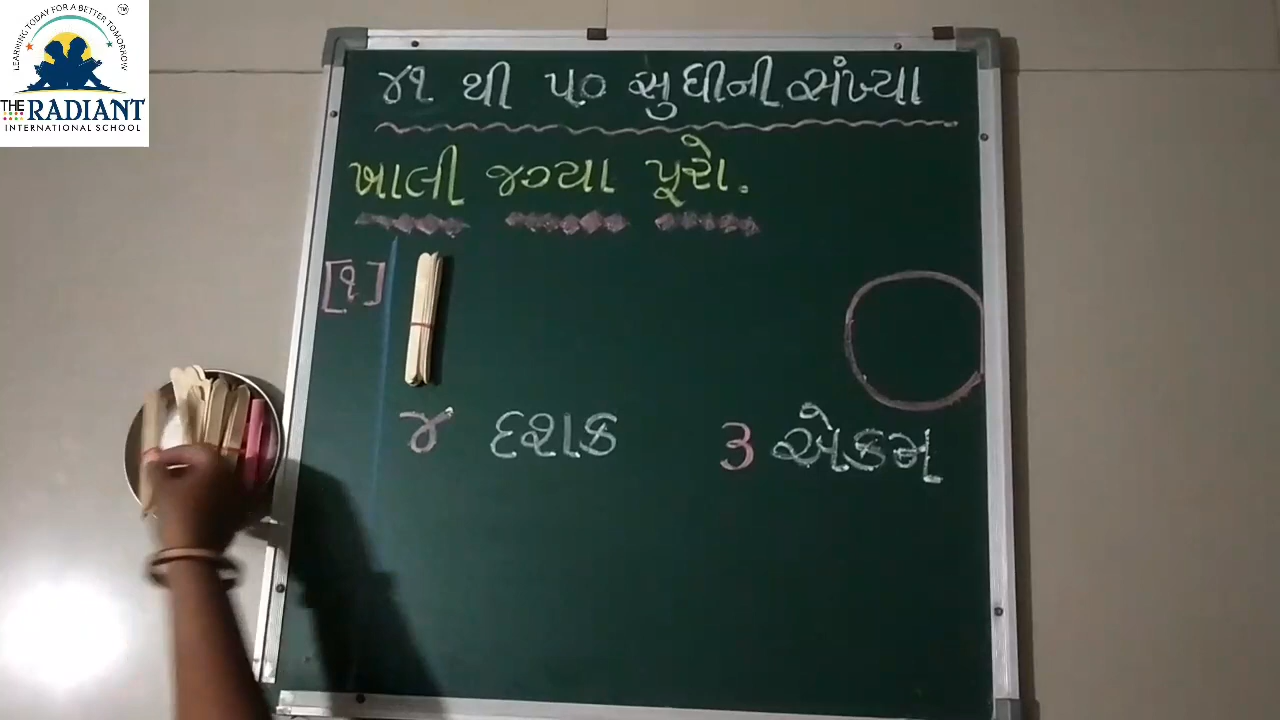 LEARNING TODAY FOR A BETTER TOMORROW
THE RADIANT
INTERNATIONAL SCHOOL
૪૧ થી ૫૦ સુધીની સંખ્યા
ખાલી જગ્યા પૂરો.
[૧]
૪ દશક ૩ એકમ